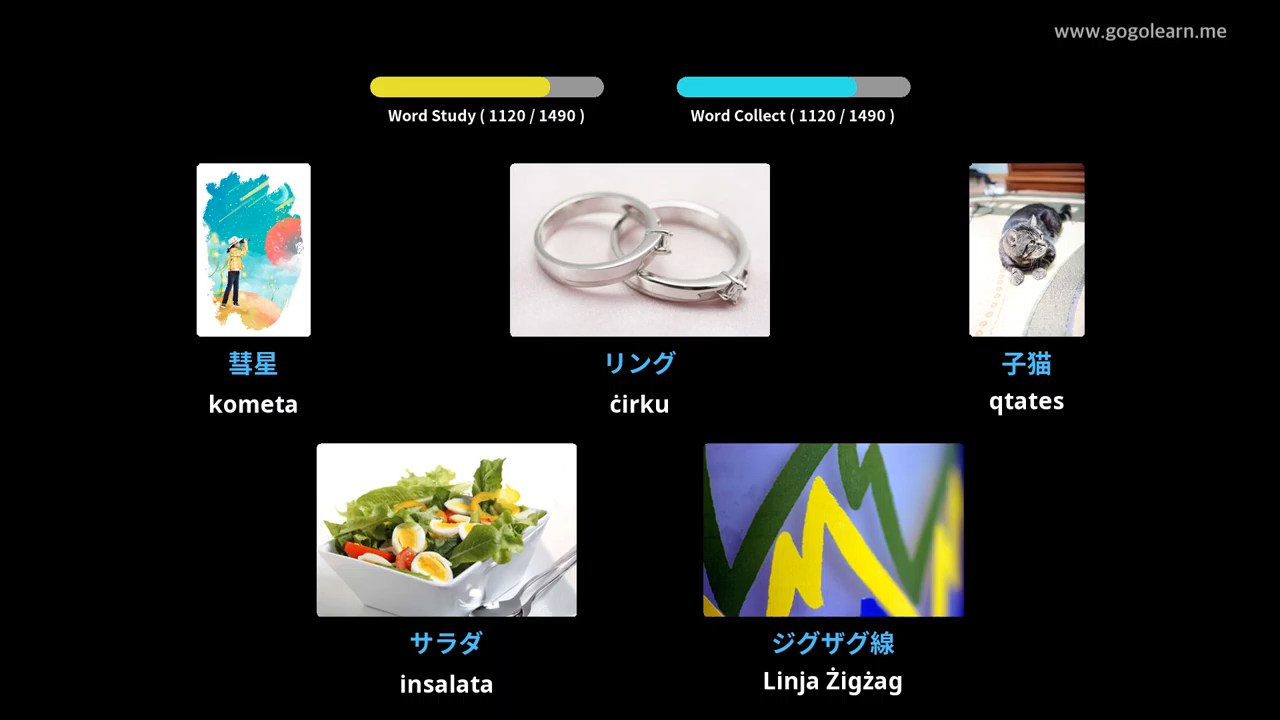 www.gogolearn.me
Word Study ( 1120 / 1490 )
Word Collect ( 1120 / 1490 )
彗星
リング
子猫
kometa
ċirku
qtates
サラダ
ジグザグ線
insalata
Linja Żigżag